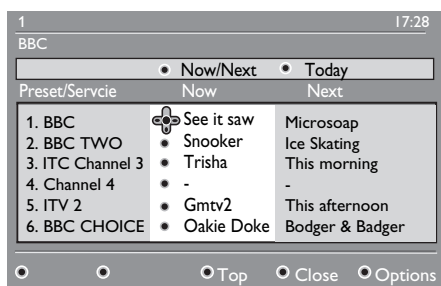 1 17:28
BBC
Now/Next Today
Preset/Servcie Now Next
1. BBC See it saw Microsoap
2. BBC TWO Snooker Ice Skating
3. ITC Channel 3 Trisha This morning
4. Channel 4 - -
5. ITV 2 Gmtv2 This afternoon
6. BBC CHOICE Oakie Doke Bodger & Badger
Top Close Options